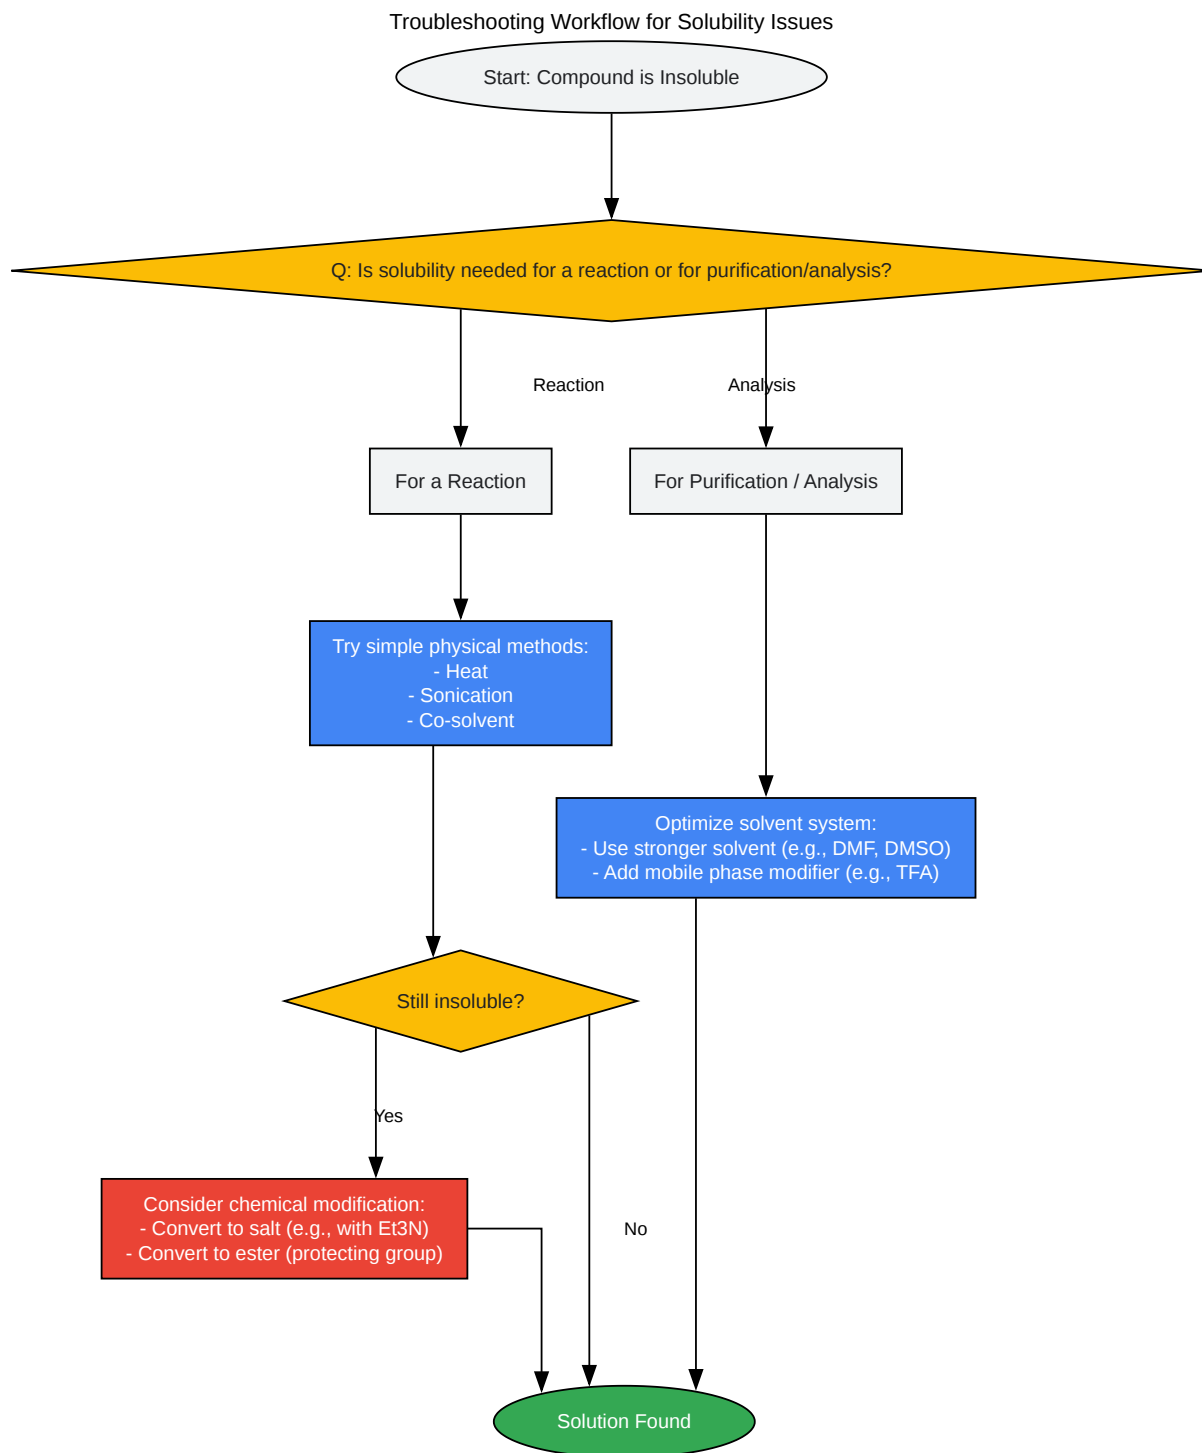 Troubleshooting Workflow for Solubility Issues
Start: Compound is Insoluble
Q: Is solubility needed for a reaction or for purification/analysis?
Reaction
Analysis
For a Reaction
For Purification / Analysis
Try simple physical methods:
- Heat
- Sonication
- Co-solvent
Optimize solvent system:
- Use stronger solvent (e.g., DMF, DMSO)
- Add mobile phase modifier (e.g., TFA)
Still insoluble?
Yes
Consider chemical modification:
- Convert to salt (e.g., with Et3N)
- Convert to ester (protecting group)
No
Solution Found